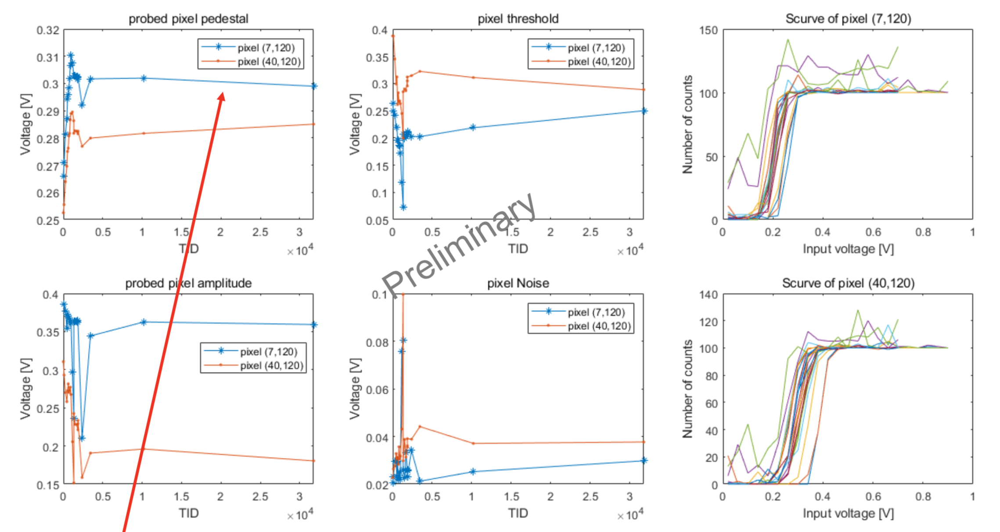 probed pixel pedestal
0.32
0.31
0.3
0.29
0.28
0.27
0.26
0.25
Voltage [V]
pixel (7,120)
pixel (40,120)
0 0.5 1 1.5 2 2.5 3
TID
×10^4
pixel threshold
0.4
0.35
0.3
0.25
0.2
0.15
0.1
0.05
Voltage [V]
pixel (7,120)
pixel (40,120)
0 0.5 1 1.5 2 2.5 3
TID
×10^4
Scurve of pixel (7,120)
150
100
50
0
Number of counts
0 0.2 0.4 0.6 0.8 1
Input voltage [V]
Preliminary
probed pixel amplitude
0.4
0.35
0.3
0.25
0.2
0.15
Voltage [V]
pixel (7,120)
pixel (40,120)
0 0.5 1 1.5 2 2.5 3
TID
×10^4
pixel Noise
0.1
0.08
0.06
0.04
0.02
Voltage [V]
pixel (7,120)
pixel (40,120)
0 0.5 1 1.5 2 2.5 3
TID
×10^4
Scurve of pixel (40,120)
140
120
100
80
60
40
20
0
Number of counts
0 0.2 0.4 0.6 0.8 1
Input voltage [V]